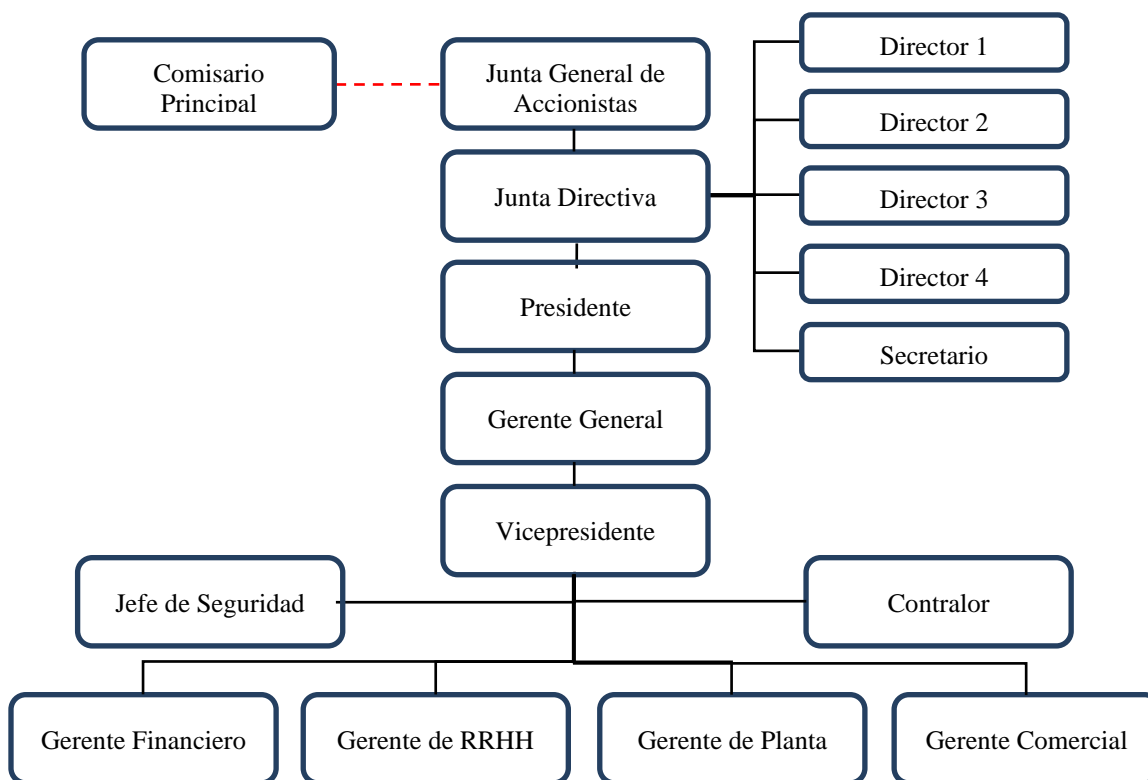 Comisario
Principal
Junta General de
Accionistas
Director 1
Director 2
Junta Directiva
Director 3
Director 4
Presidente
Secretario
Gerente General
Vicepresidente
Jefe de Seguridad
Contralor
Gerente Financiero
Gerente de RRHH
Gerente de Planta
Gerente Comercial